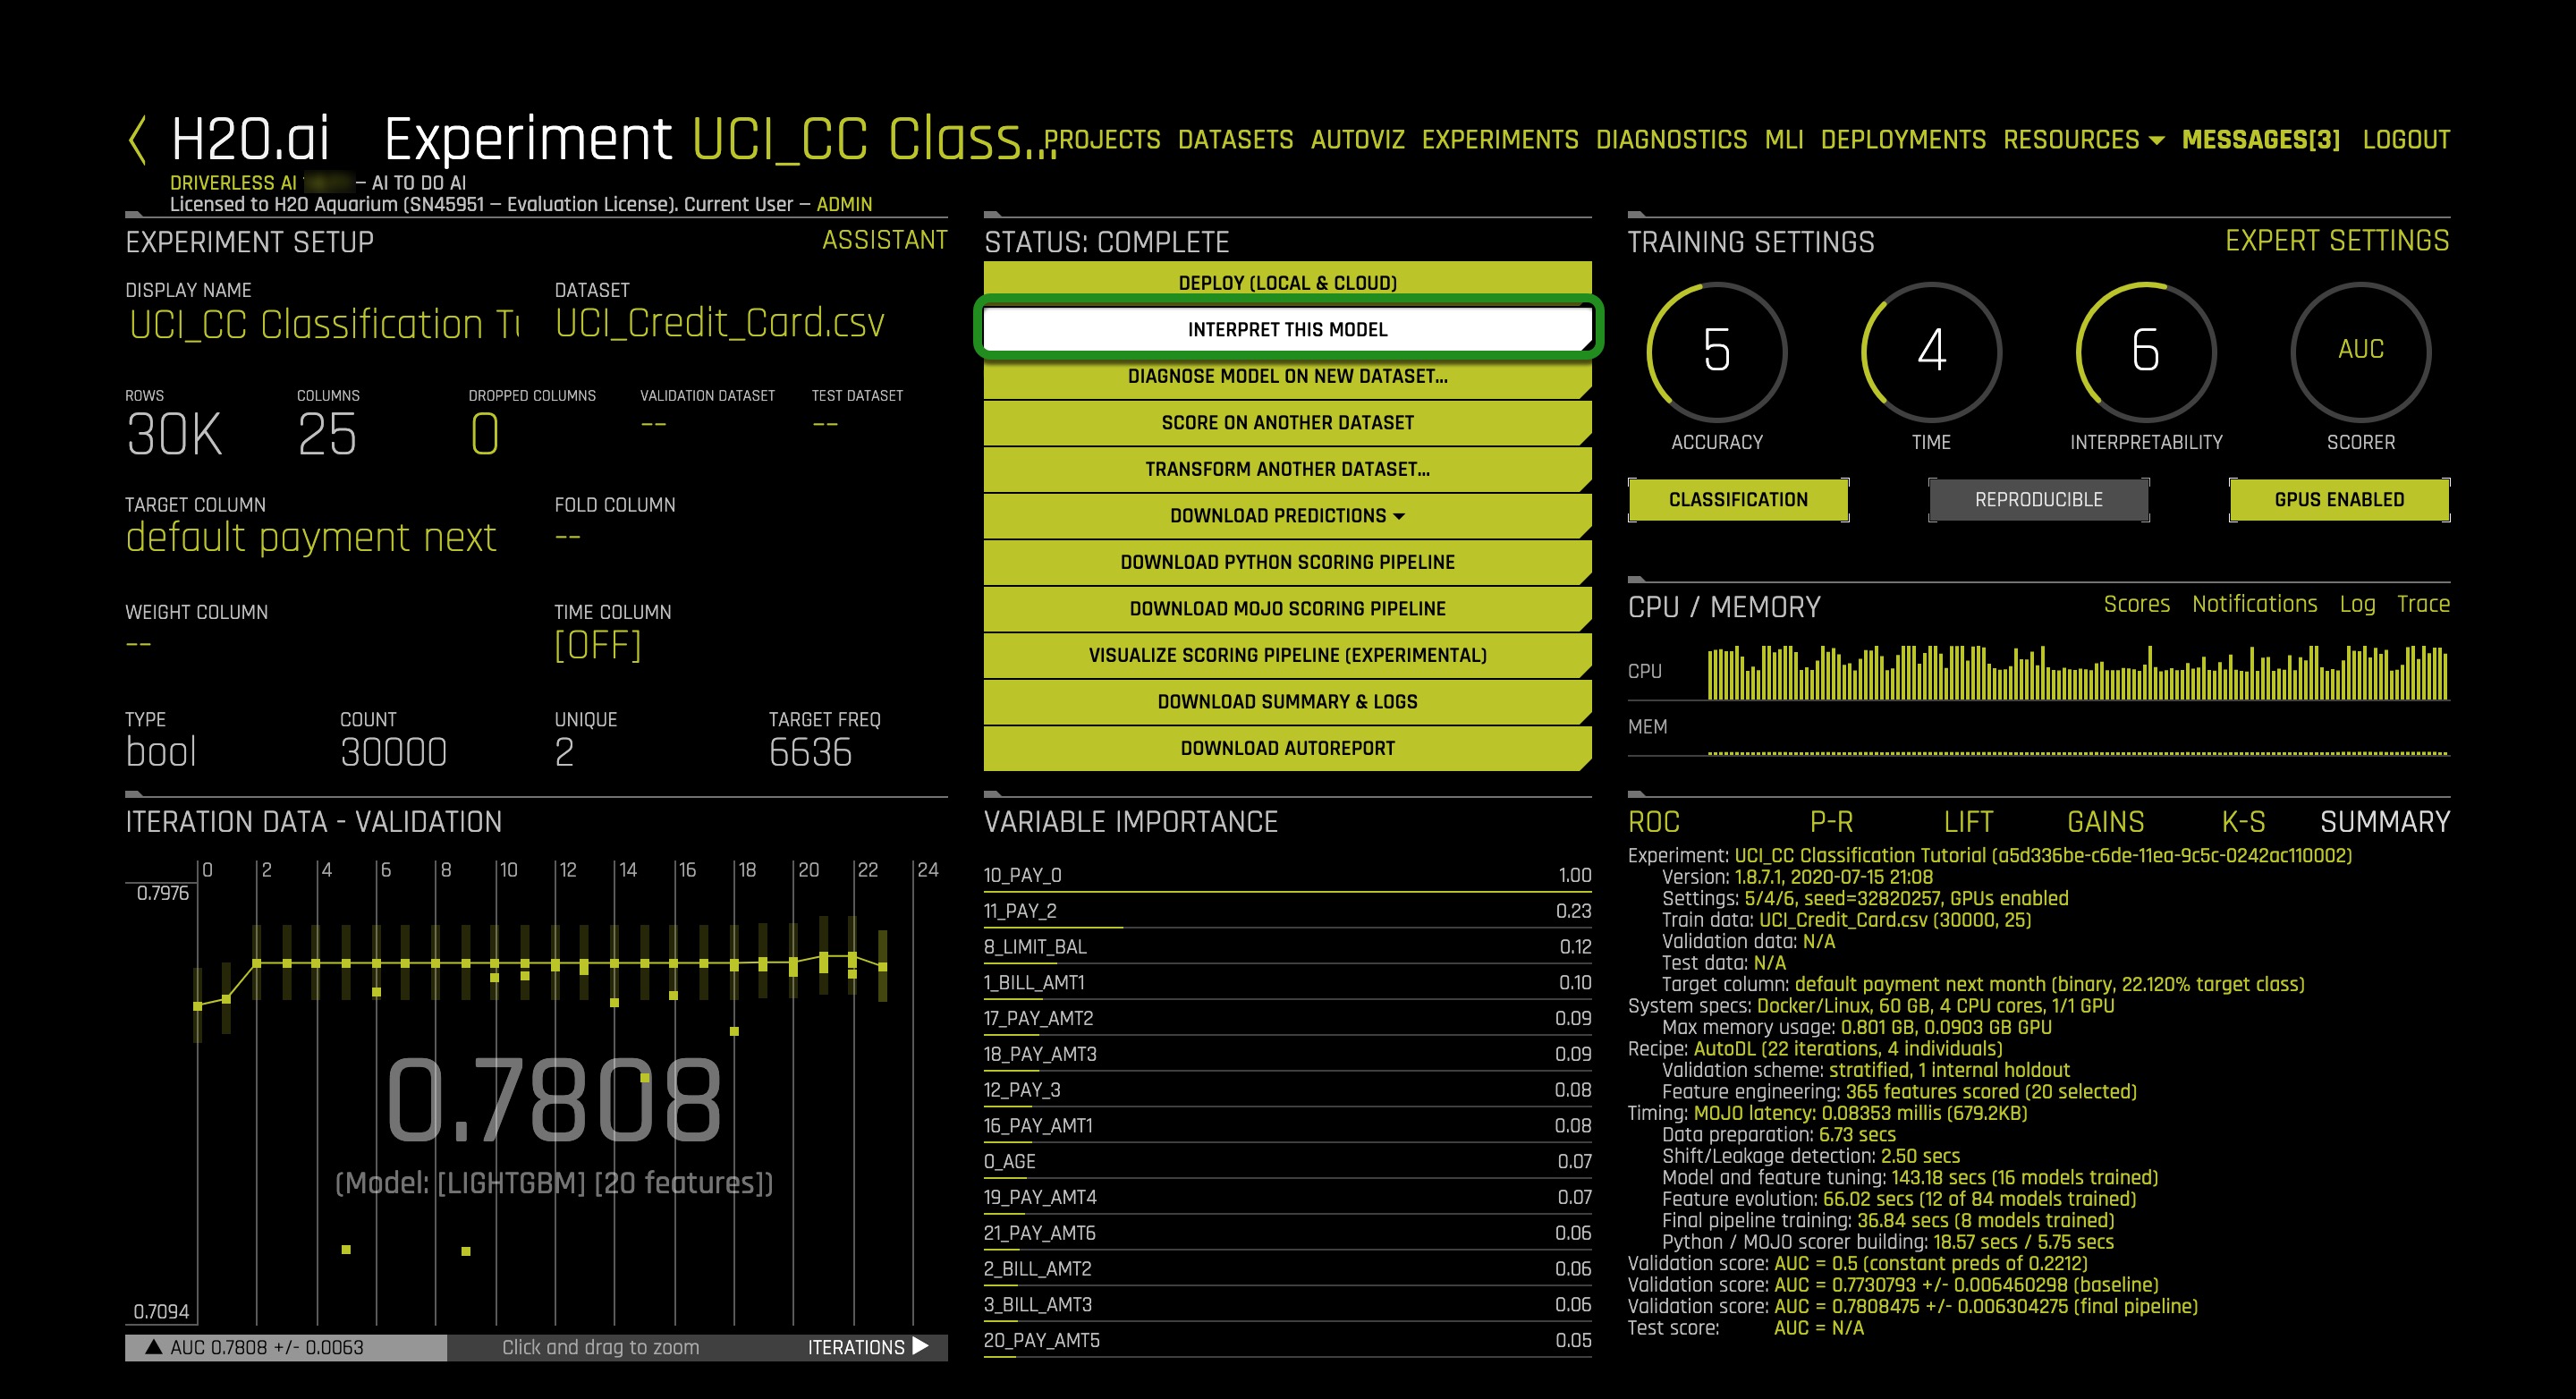 H2O.ai Experiment UCI_CC Class... PROJECTS DATASETS AUTOVIZ EXPERIMENTS DIAGNOSTICS MLI DEPLOYMENTS RESOURCES MESSAGES[3] LOGOUT
DRIVERLESS AI — AI TO DO AI
Licensed to H2O Aquarium (SN45951 — Evaluation License). Current User — ADMIN
EXPERIMENT SETUP
ASSISTANT
DISPLAY NAME
UCI_CC Classification
DATASET
UCI_Credit_Card.csv
ROWS
30K
COLUMNS
25
DROPPED COLUMNS
0
VALIDATION DATASET
--
TEST DATASET
--
TARGET COLUMN
default payment next
FOLD COLUMN
--
WEIGHT COLUMN
--
TIME COLUMN
[OFF]
TYPE
bool
COUNT
30000
UNIQUE
2
TARGET FREQ
6636
STATUS: COMPLETE
DEPLOY (LOCAL & CLOUD)
INTERPRET THIS MODEL
DIAGNOSE MODEL ON NEW DATASET...
SCORE ON ANOTHER DATASET
TRANSFORM ANOTHER DATASET...
DOWNLOAD PREDICTIONS
DOWNLOAD PYTHON SCORING PIPELINE
DOWNLOAD MOJO SCORING PIPELINE
VISUALIZE SCORING PIPELINE (EXPERIMENTAL)
DOWNLOAD SUMMARY & LOGS
DOWNLOAD AUTOREPORT
TRAINING SETTINGS
EXPERT SETTINGS
5
ACCURACY
4
TIME
6
INTERPRETABILITY
AUC
SCORER
CLASSIFICATION
REPRODUCIBLE
GPUS ENABLED
CPU / MEMORY
Scores Notifications Log Trace
CPU
MEM
ITERATION DATA - VALIDATION
0 2 4 6 8 10 12 14 16 18 20 22 24
0.7976
0.7808
(Model: [LIGHTGBM] [20 features])
0.7094
AUC 0.7808 +/- 0.0063
Click and drag to zoom
ITERATIONS
VARIABLE IMPORTANCE
10_PAY_0 1.00
11_PAY_2 0.23
8_LIMIT_BAL 0.12
1_BILL_AMT1 0.10
17_PAY_AMT2 0.09
18_PAY_AMT3 0.09
12_PAY_3 0.08
16_PAY_AMT1 0.08
0_AGE 0.07
19_PAY_AMT4 0.07
21_PAY_AMT6 0.06
2_BILL_AMT2 0.06
3_BILL_AMT3 0.06
20_PAY_AMT5 0.05
ROC P-R LIFT GAINS K-S SUMMARY
Experiment: UCI_CC Classification Tutorial (a5d336be-c6de-11ea-9c5c-0242ac110002)
Version: 1.8.7.1, 2020-07-15 21:08
Settings: 5/4/6, seed=32820257, GPUs enabled
Train data: UCI_Credit_Card.csv (30000, 25)
Validation data: N/A
Test data: N/A
Target column: default payment next month (binary, 22.120% target class)
System specs: Docker/Linux, 60 GB, 4 CPU cores, 1/1 GPU
Max memory usage: 0.801 GB, 0.0903 GB GPU
Recipe: AutoDL (22 iterations, 4 individuals)
Validation scheme: stratified, 1 internal holdout
Feature engineering: 365 features scored (20 selected)
Timing: MOJO latency: 0.08353 millis (679.2KB)
Data preparation: 6.73 secs
Shift/Leakage detection: 2.50 secs
Model and feature tuning: 143.18 secs (16 models trained)
Feature evolution: 66.02 secs (12 of 84 models trained)
Final pipeline training: 36.84 secs (8 models trained)
Python / MOJO scorer building: 18.57 secs / 5.75 secs
Validation score: AUC = 0.5 (constant preds of 0.2212)
Validation score: AUC = 0.7730793 +/- 0.006460298 (baseline)
Validation score: AUC = 0.7808475 +/- 0.006304275 (final pipeline)
Test score: AUC = N/A